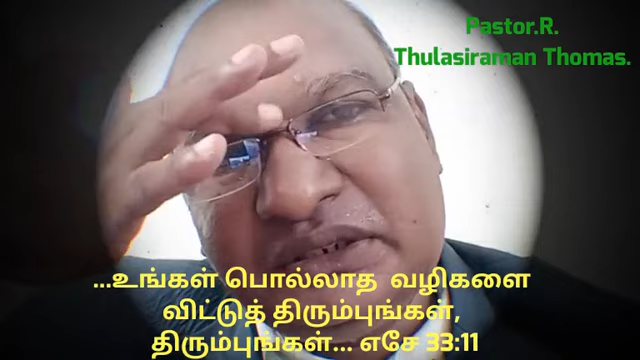 Pastor.R.
Thulasiraman Thomas.
...உங்கள் பொல்லாத வழிகளை
விட்டுத் திரும்புங்கள்,
திரும்புங்கள்... எசே 33:11